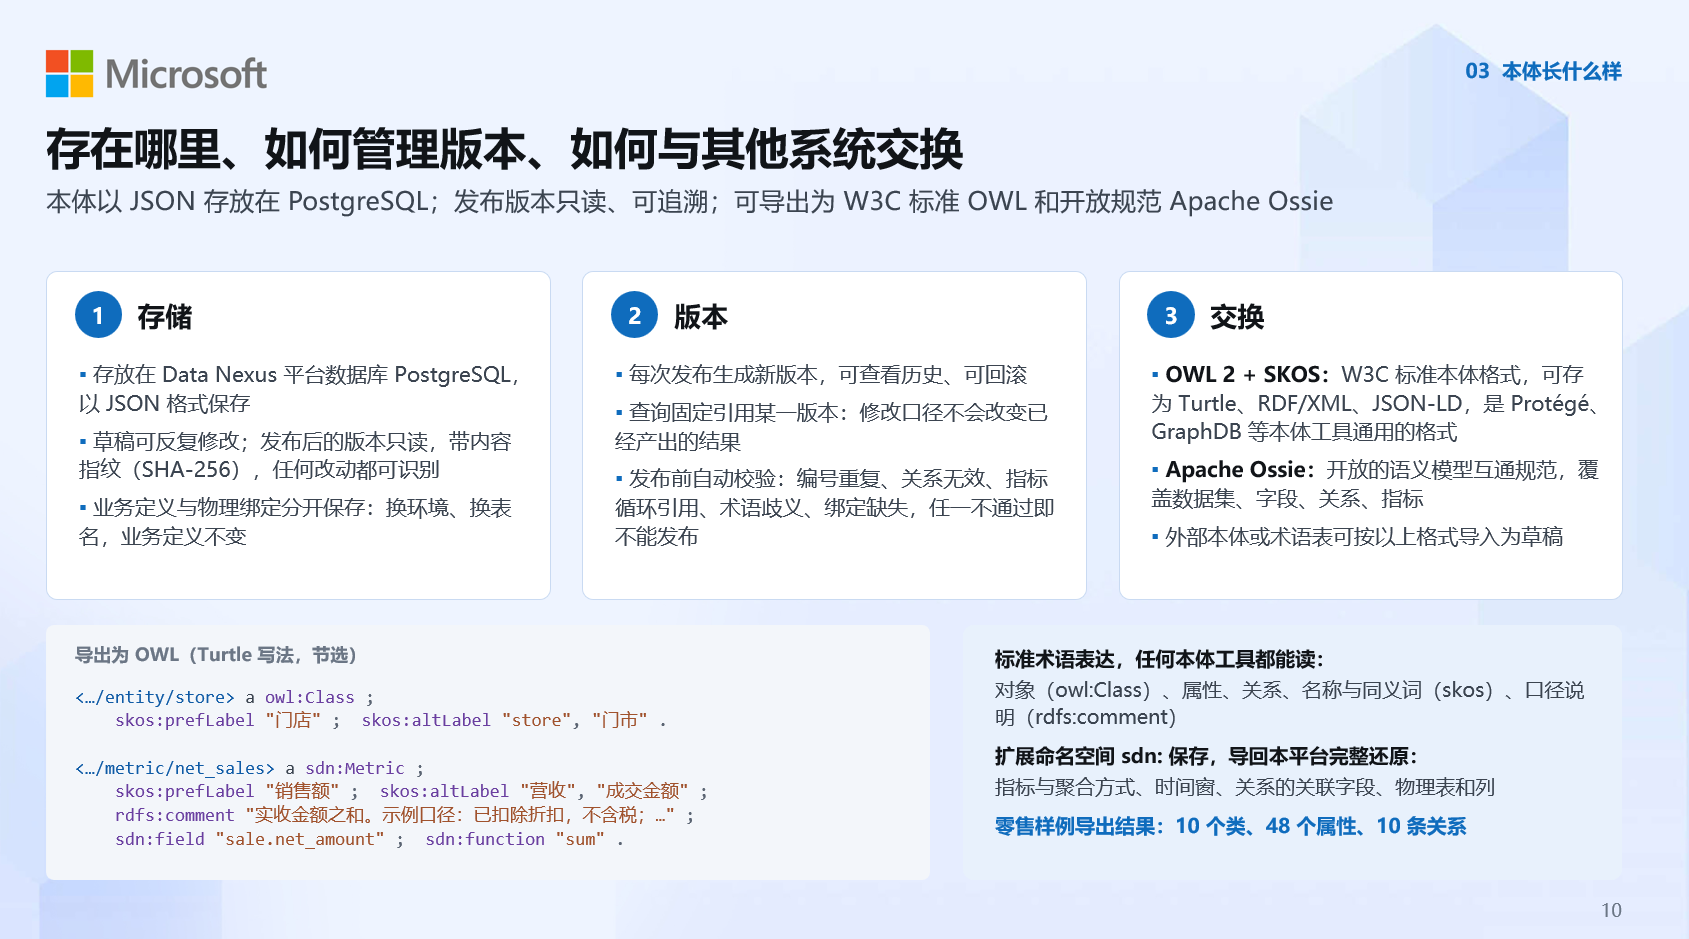 Microsoft
03 本体长什么样
存在哪里、如何管理版本、如何与其他系统交换
本体以 JSON 存放在 PostgreSQL；发布版本只读、可追溯；可导出为 W3C 标准 OWL 和开放规范 Apache Ossie
1 存储
▪ 存放在 Data Nexus 平台数据库 PostgreSQL，
以 JSON 格式保存
▪ 草稿可反复修改；发布后的版本只读，带内容
指纹（SHA-256），任何改动都可识别
▪ 业务定义与物理绑定分开保存：换环境、换表
名，业务定义不变
2 版本
▪ 每次发布生成新版本，可查看历史、可回滚
▪ 查询固定引用某一版本：修改口径不会改变已
经产出的结果
▪ 发布前自动校验：编号重复、关系无效、指标
循环引用、术语歧义、绑定缺失，任一不通过即
不能发布
3 交换
▪ OWL 2 + SKOS：W3C 标准本体格式，可存
为 Turtle、RDF/XML、JSON-LD，是 Protégé、
GraphDB 等本体工具通用的格式
▪ Apache Ossie：开放的语义模型互通规范，覆
盖数据集、字段、关系、指标
▪ 外部本体或术语表可按以上格式导入为草稿
导出为 OWL（Turtle 写法，节选）
<…/entity/store> a owl:Class ;
skos:prefLabel "门店" ; skos:altLabel "store", "门市" .
<…/metric/net_sales> a sdn:Metric ;
skos:prefLabel "销售额" ; skos:altLabel "营收", "成交金额" ;
rdfs:comment "实收金额之和。示例口径：已扣除折扣，不含税；…" ;
sdn:field "sale.net_amount" ; sdn:function "sum" .
标准术语表达，任何本体工具都能读：
对象（owl:Class）、属性、关系、名称与同义词（skos）、口径说
明（rdfs:comment）
扩展命名空间 sdn: 保存，导回本平台完整还原：
指标与聚合方式、时间窗、关系的关联字段、物理表和列
零售样例导出结果：10 个类、48 个属性、10 条关系
10